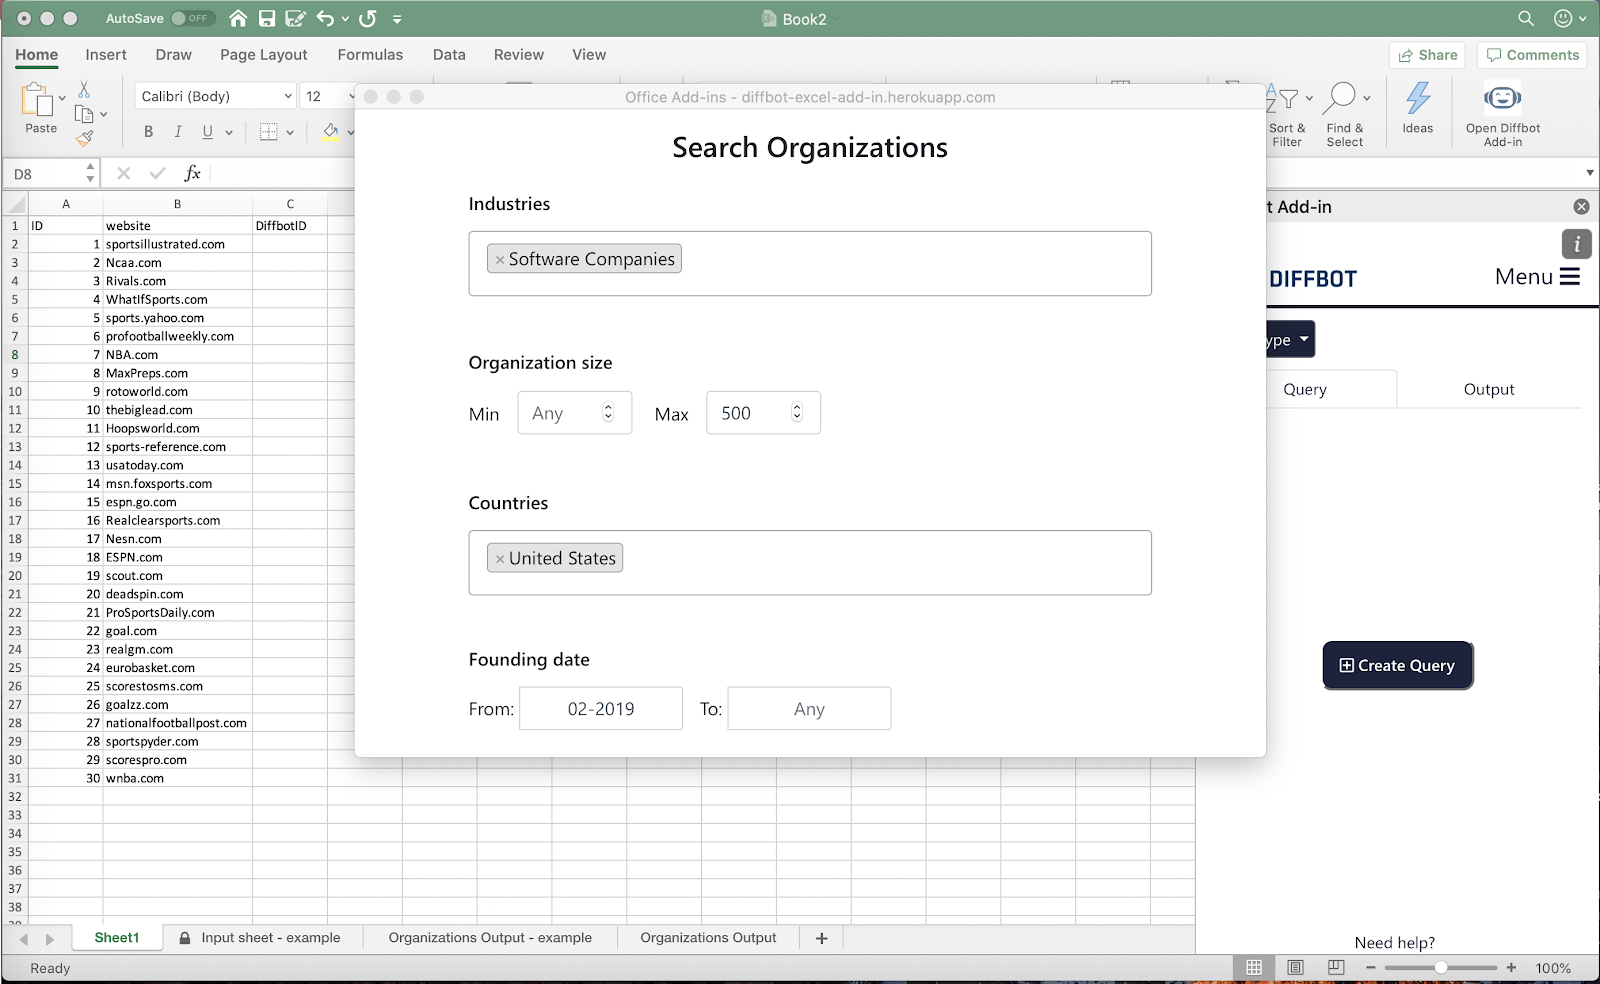 AutoSave OFF Book2
Home Insert Draw Page Layout Formulas Data Review View Share Comments
Paste
Calibri (Body) 12
B I U
Sort & Filter
Find & Select
Ideas
Open Diffbot Add-in
D8 fx
Office Add-ins - diffbot-excel-add-in.herokuapp.com
Search Organizations
Industries
× Software Companies
Organization size
Min Any Max 500
Countries
× United States
Founding date
From: 02-2019 To: Any
t Add-in
i
DIFFBOT Menu
ype
Query Output
Create Query
Need help?
A B C
1 ID website DiffbotID
2 1 sportsillustrated.com
3 2 Ncaa.com
4 3 Rivals.com
5 4 WhatIfSports.com
6 5 sports.yahoo.com
7 6 profootballweekly.com
8 7 NBA.com
9 8 MaxPreps.com
10 9 rotoworld.com
11 10 thebiglead.com
12 11 Hoopsworld.com
13 12 sports-reference.com
14 13 usatoday.com
15 14 msn.foxsports.com
16 15 espn.go.com
17 16 Realclearsports.com
18 17 Nesn.com
19 18 ESPN.com
20 19 scout.com
21 20 deadspin.com
22 21 ProSportsDaily.com
23 22 goal.com
24 23 realgm.com
25 24 eurobasket.com
26 25 scorestosms.com
27 26 goalzz.com
28 27 nationalfootballpost.com
29 28 sportspyder.com
30 29 scorespro.com
31 30 wnba.com
32
33
34
35
36
37
38
Sheet1 Input sheet - example Organizations Output - example Organizations Output +
Ready 100%